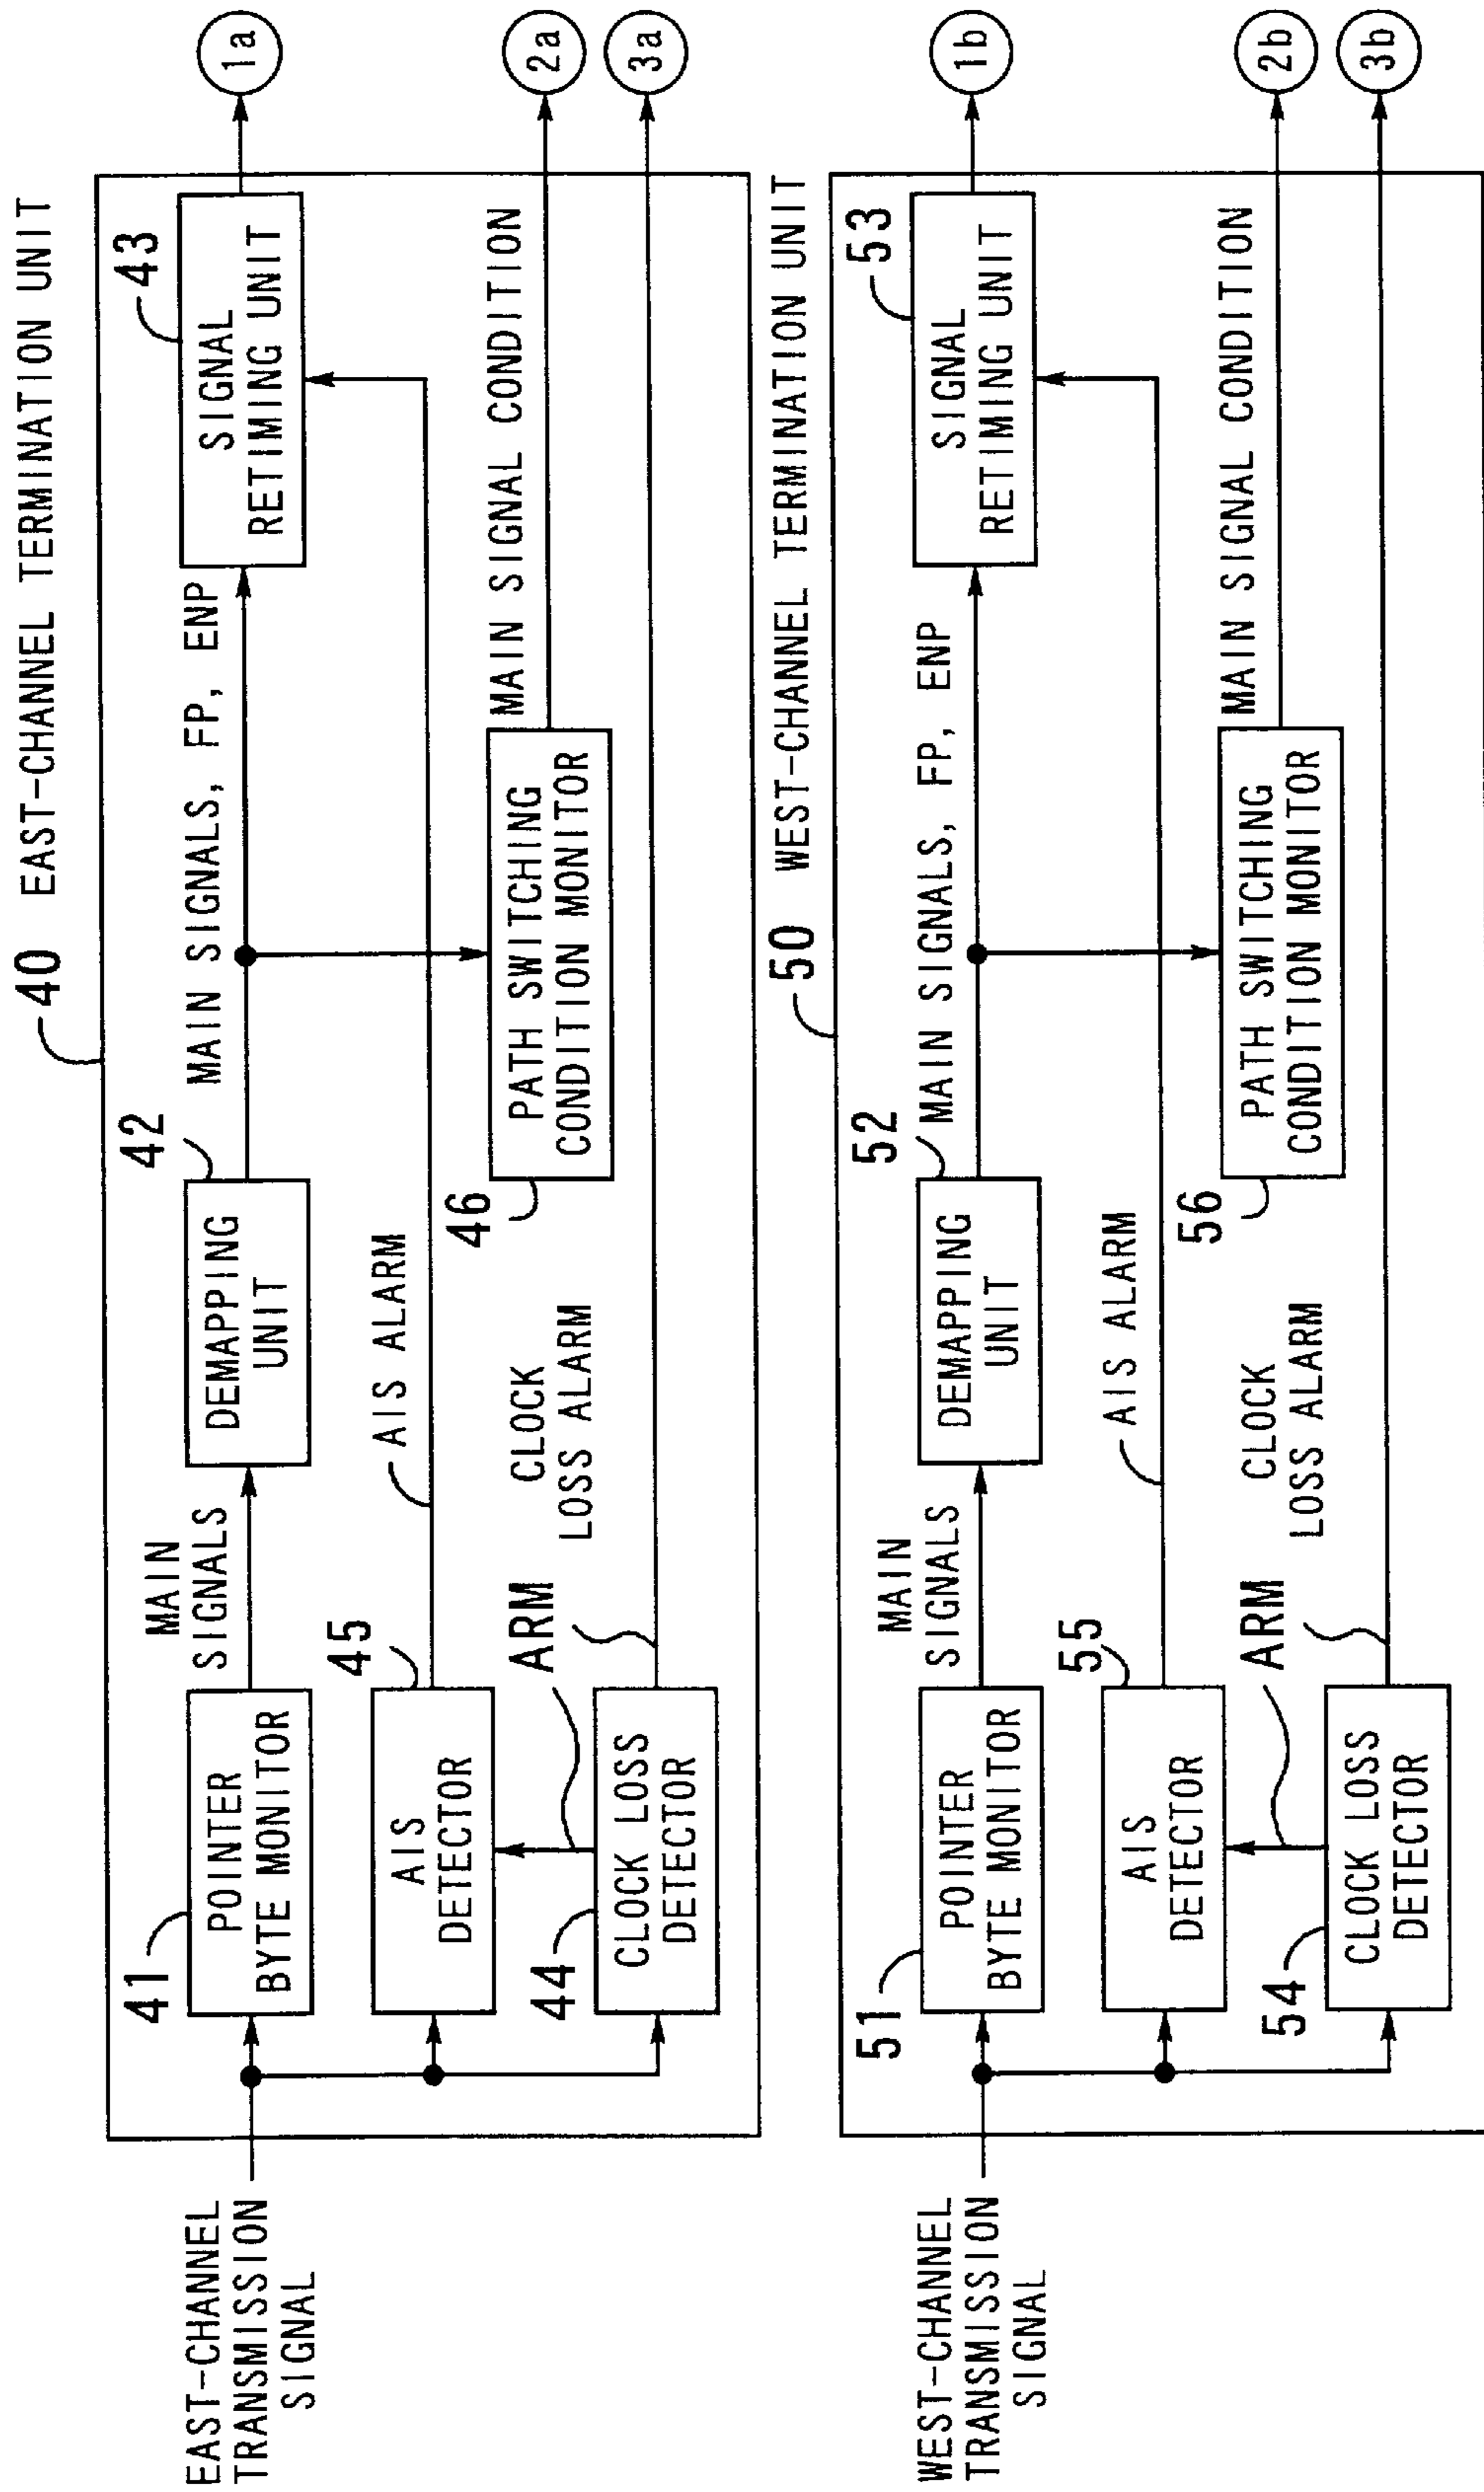 40 EAST-CHANNEL TERMINATION UNIT
EAST-CHANNEL
TRANSMISSION
SIGNAL
41
POINTER
BYTE MONITOR
MAIN
SIGNALS
42
DEMAPPING
UNIT
MAIN SIGNALS, FP, ENP
43
SIGNAL
RETIMING UNIT
1a
45
AIS
DETECTOR
AIS ALARM
46
PATH SWITCHING
CONDITION MONITOR
MAIN SIGNAL CONDITION
2a
44
CLOCK LOSS
DETECTOR
ARM
CLOCK
LOSS ALARM
3a
50 WEST-CHANNEL TERMINATION UNIT
WEST-CHANNEL
TRANSMISSION
SIGNAL
51
POINTER
BYTE MONITOR
MAIN
SIGNALS
52
DEMAPPING
UNIT
MAIN SIGNALS, FP, ENP
53
SIGNAL
RETIMING UNIT
1b
55
AIS
DETECTOR
AIS ALARM
56
PATH SWITCHING
CONDITION MONITOR
MAIN SIGNAL CONDITION
2b
54
CLOCK LOSS
DETECTOR
ARM
CLOCK
LOSS ALARM
3b